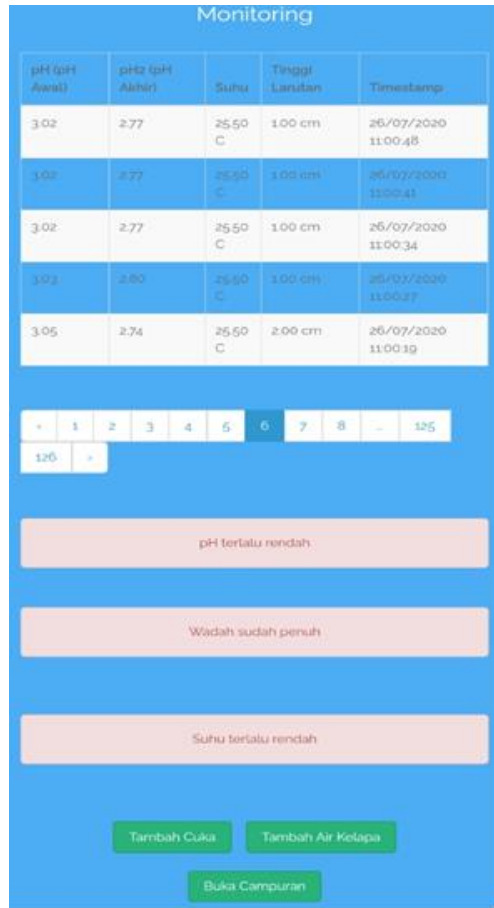 Monitoring
pH (pH Awal) pH2 (pH Akhir) Suhu Tinggi Larutan Timestamp
3.02 2.77 25.50 C 1.00 cm 26/07/2020 11:00:48
3.02 2.77 25.50 C 1.00 cm 26/07/2020 11:00:41
3.02 2.77 25.50 C 1.00 cm 26/07/2020 11:00:34
3.03 2.80 25.50 C 1.00 cm 26/07/2020 11:00:27
3.05 2.74 25.50 C 2.00 cm 26/07/2020 11:00:19
‹ 1 2 3 4 5 6 7 8 ... 125
126 ›
pH terlalu rendah
Wadah sudah penuh
Suhu terlalu rendah
Tambah Cuka Tambah Air Kelapa
Buka Campuran